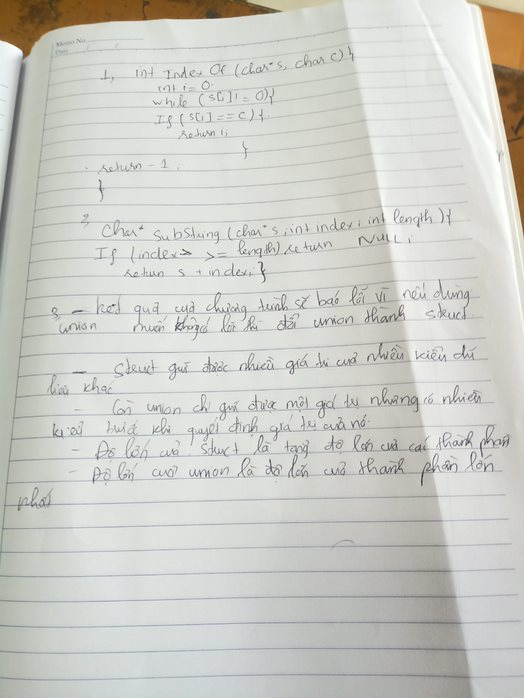 Memo No.
Date / /
1, int Index Of (char* s, char c) {
int i = 0.
while (s[i] != 0) {
If (s[i] == c) {
return i;
}
return - 1;
}
2, Char* substring (char* s, int index, int length) {
If (index >= length) return NULL;
return s + index; }
3, - kết quả của chương trình sẽ báo lỗi vì nếu dùng
union muốn không có lỗi thì đổi union thành struct
- Struct giữ được nhiều giá trị của nhiều kiểu dữ
liệu khác
- Còn union chỉ giữ được một giá trị nhưng có nhiều
kiểu trước khi quyết định giá trị của nó.
- Độ lớn của struct là tổng độ lớn của các thành phần
- Độ lớn của union là độ lớn của thành phần lớn
nhất